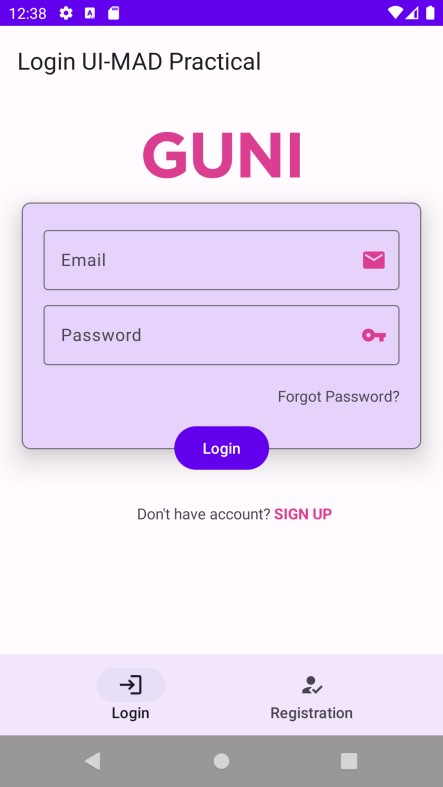 12:38
Login UI-MAD Practical
GUNI
Email
Password
Forgot Password?
Login
Don't have account? SIGN UP
Login
Registration